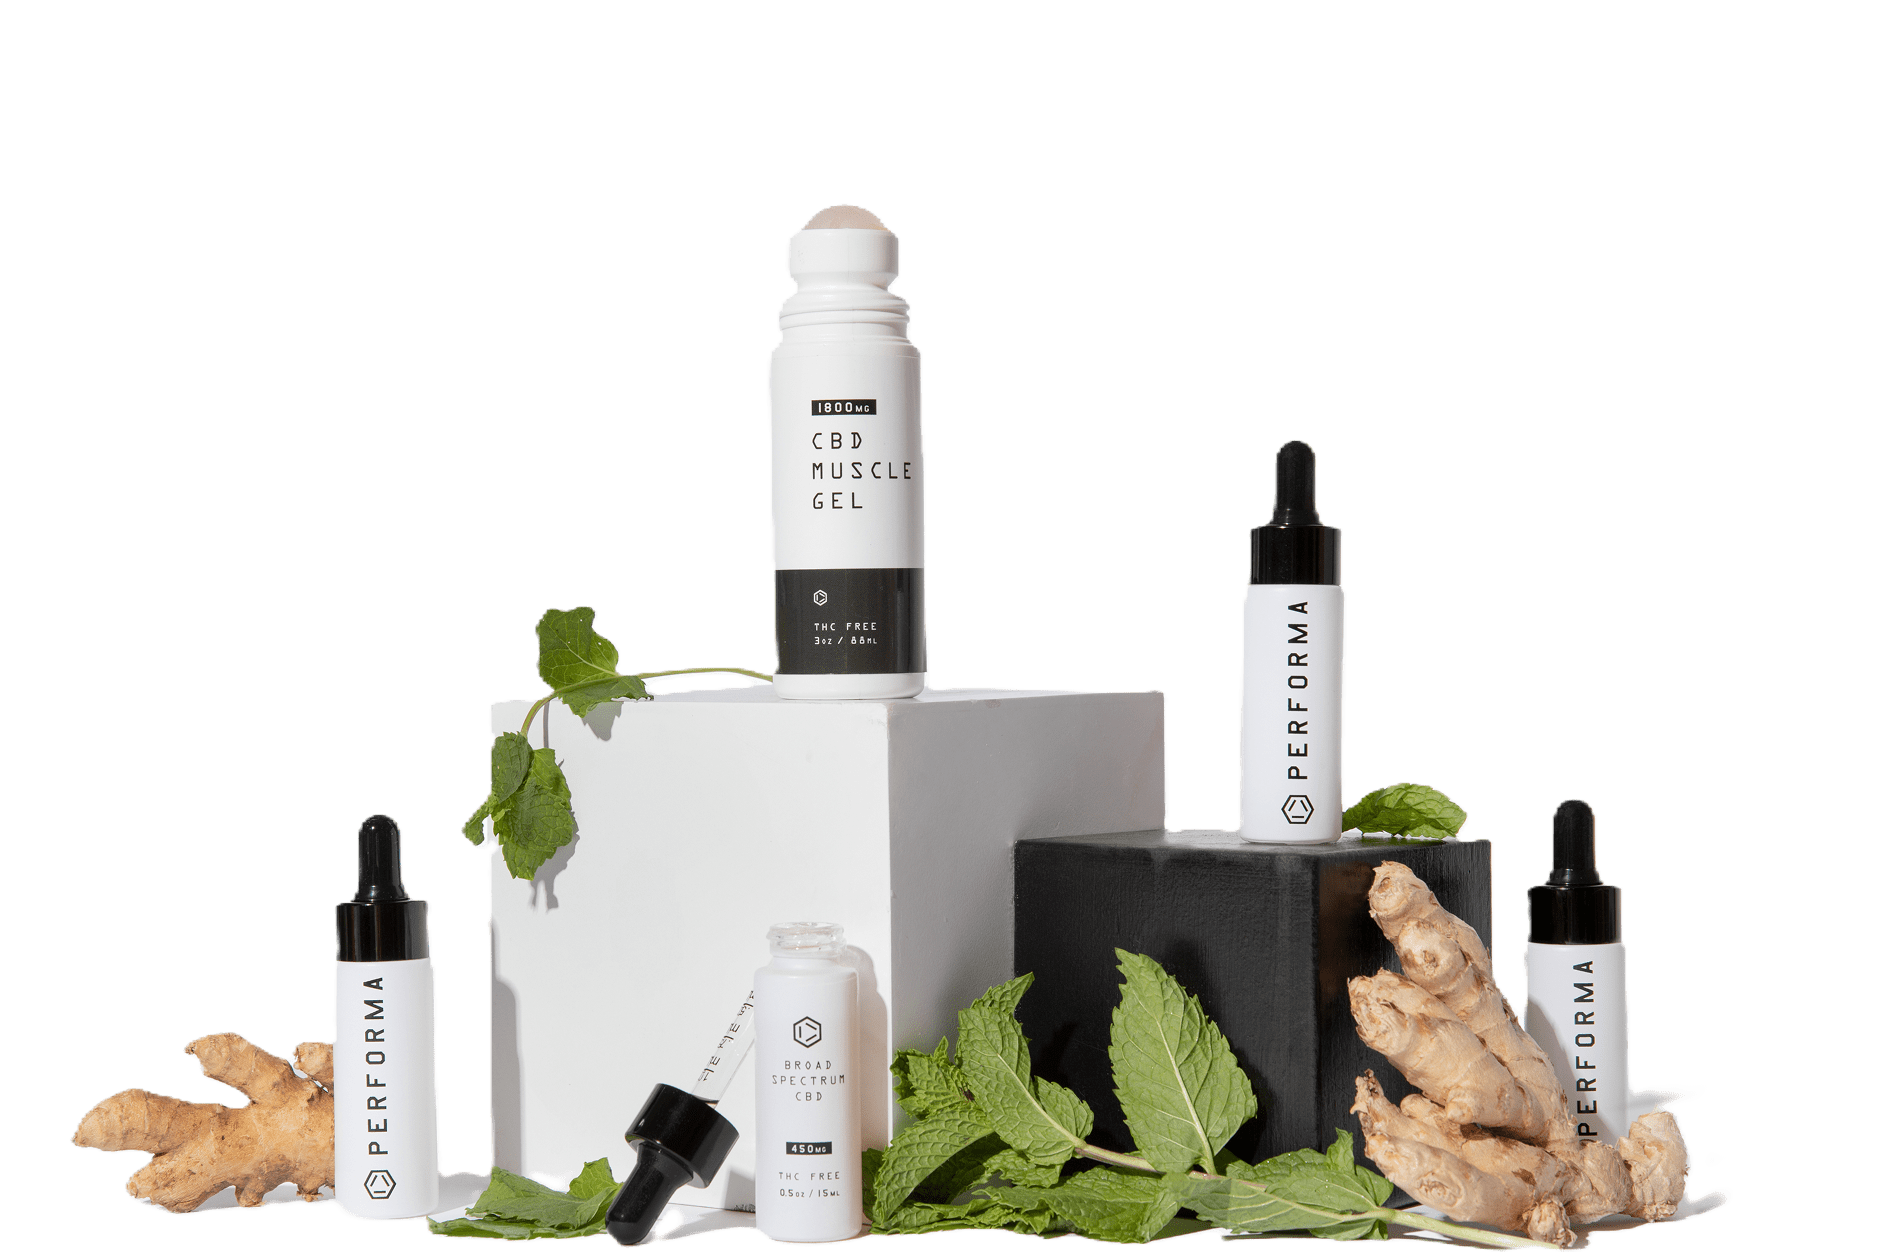 1800MG
CBD
MUSCLE
GEL
THC FREE
3OZ / 88ML
PERFORMA
PERFORMA
PERFORMA
BROAD
SPECTRUM
CBD
450MG
THC FREE
0.5OZ / 15ML